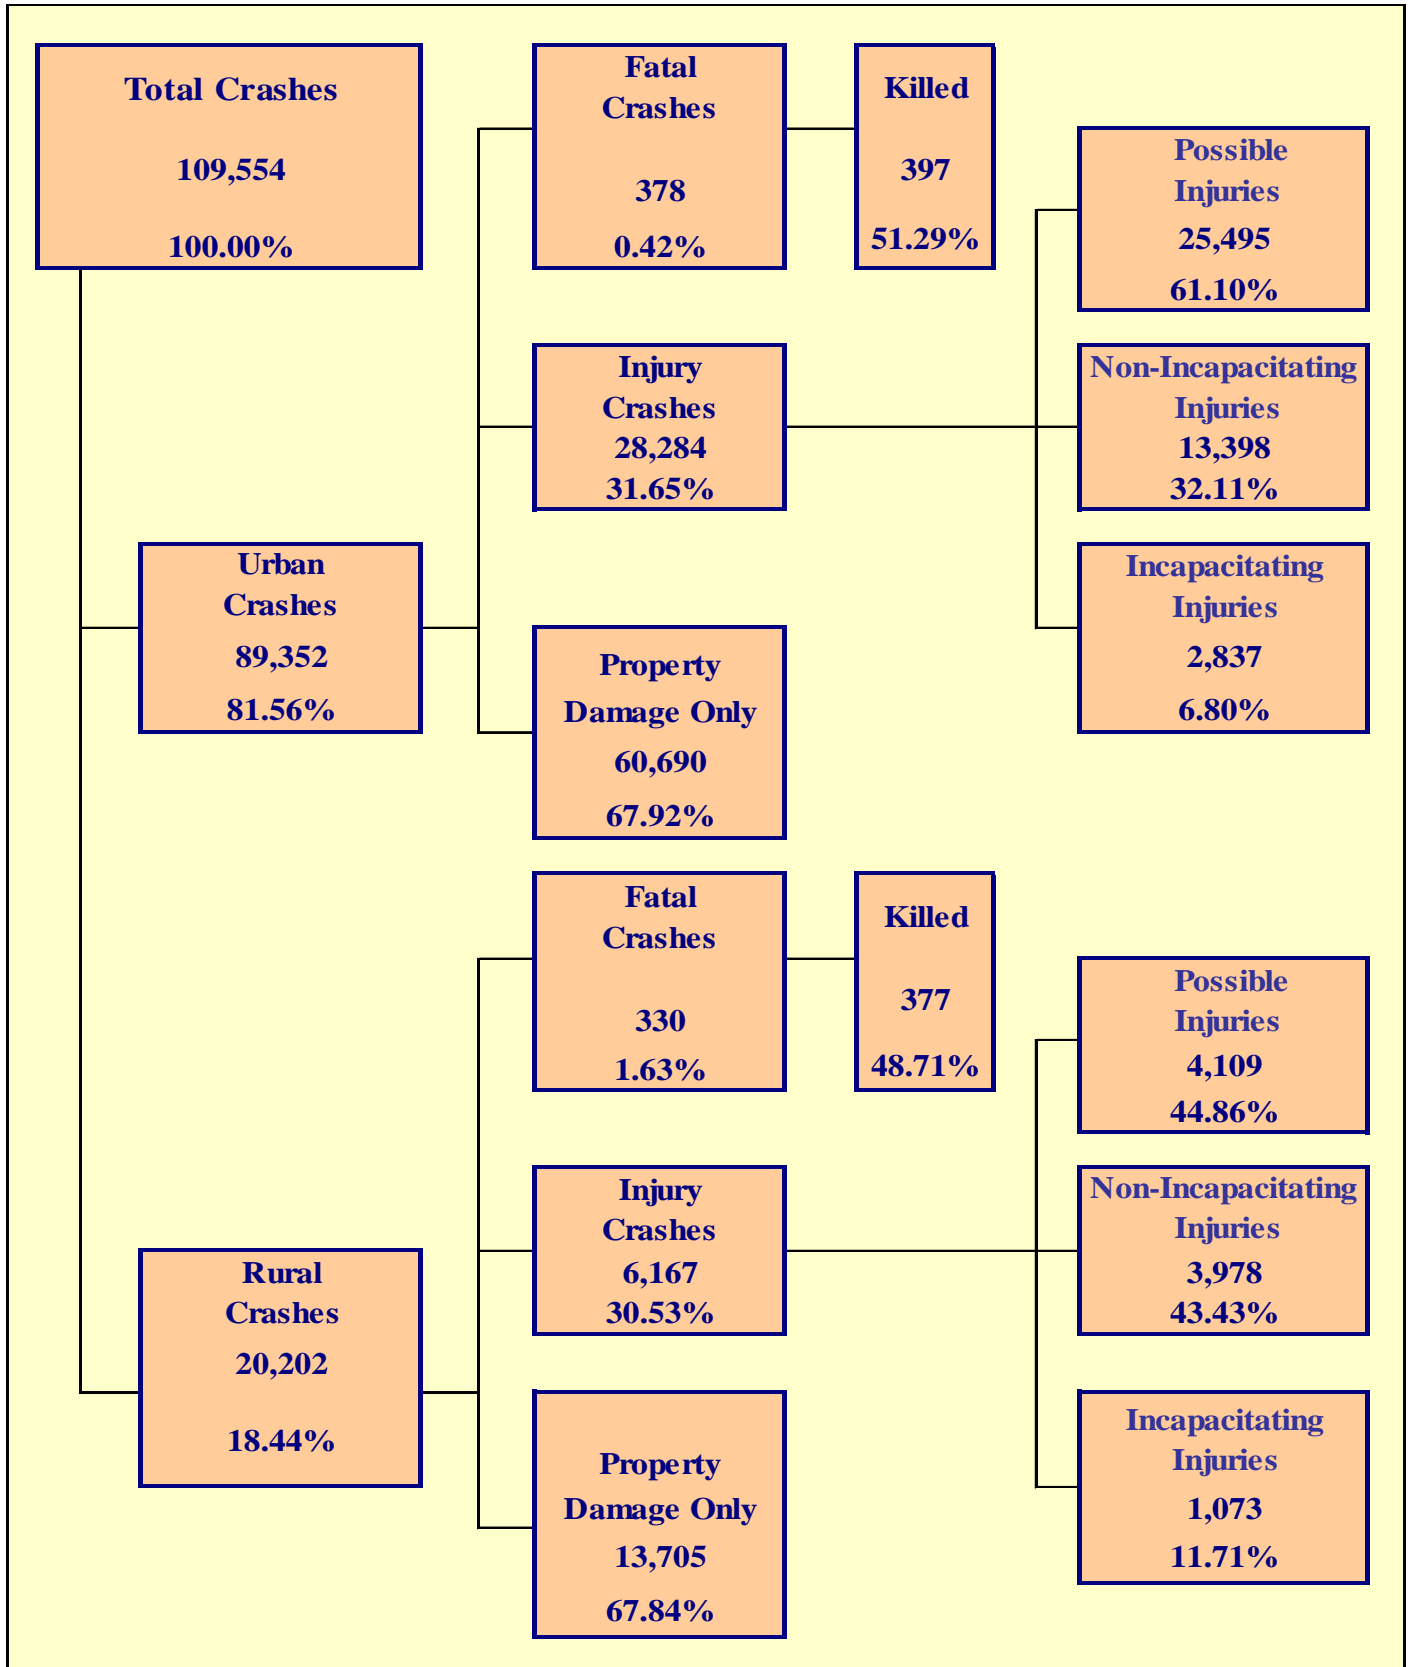 Total Crashes
109,554
100.00%
Urban
Crashes
89,352
81.56%
Fatal
Crashes
378
0.42%
Killed
397
51.29%
Injury
Crashes
28,284
31.65%
Possible
Injuries
25,495
61.10%
Non-Incapacitating
Injuries
13,398
32.11%
Incapacitating
Injuries
2,837
6.80%
Property
Damage Only
60,690
67.92%
Rural
Crashes
20,202
18.44%
Fatal
Crashes
330
1.63%
Killed
377
48.71%
Injury
Crashes
6,167
30.53%
Possible
Injuries
4,109
44.86%
Non-Incapacitating
Injuries
3,978
43.43%
Incapacitating
Injuries
1,073
11.71%
Property
Damage Only
13,705
67.84%